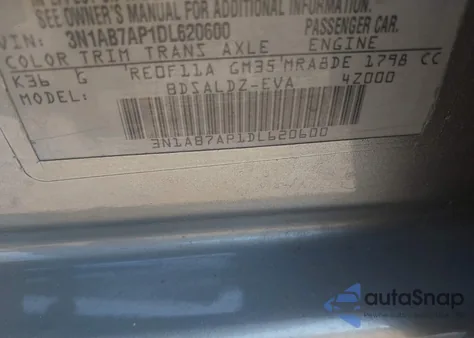 SEE OWNER'S MANUAL FOR ADDITIONAL INFORMATION
VIN: 3N1AB7AP1DL620600 PASSENGER CAR
COLOR TRIM TRANS AXLE ENGINE
K36 G RE0F11A GM35 MRA8DE 1798 CC
MODEL: BDSALDZ-EVA 4Z000
3N1AB7AP1DL620600
autoSnap